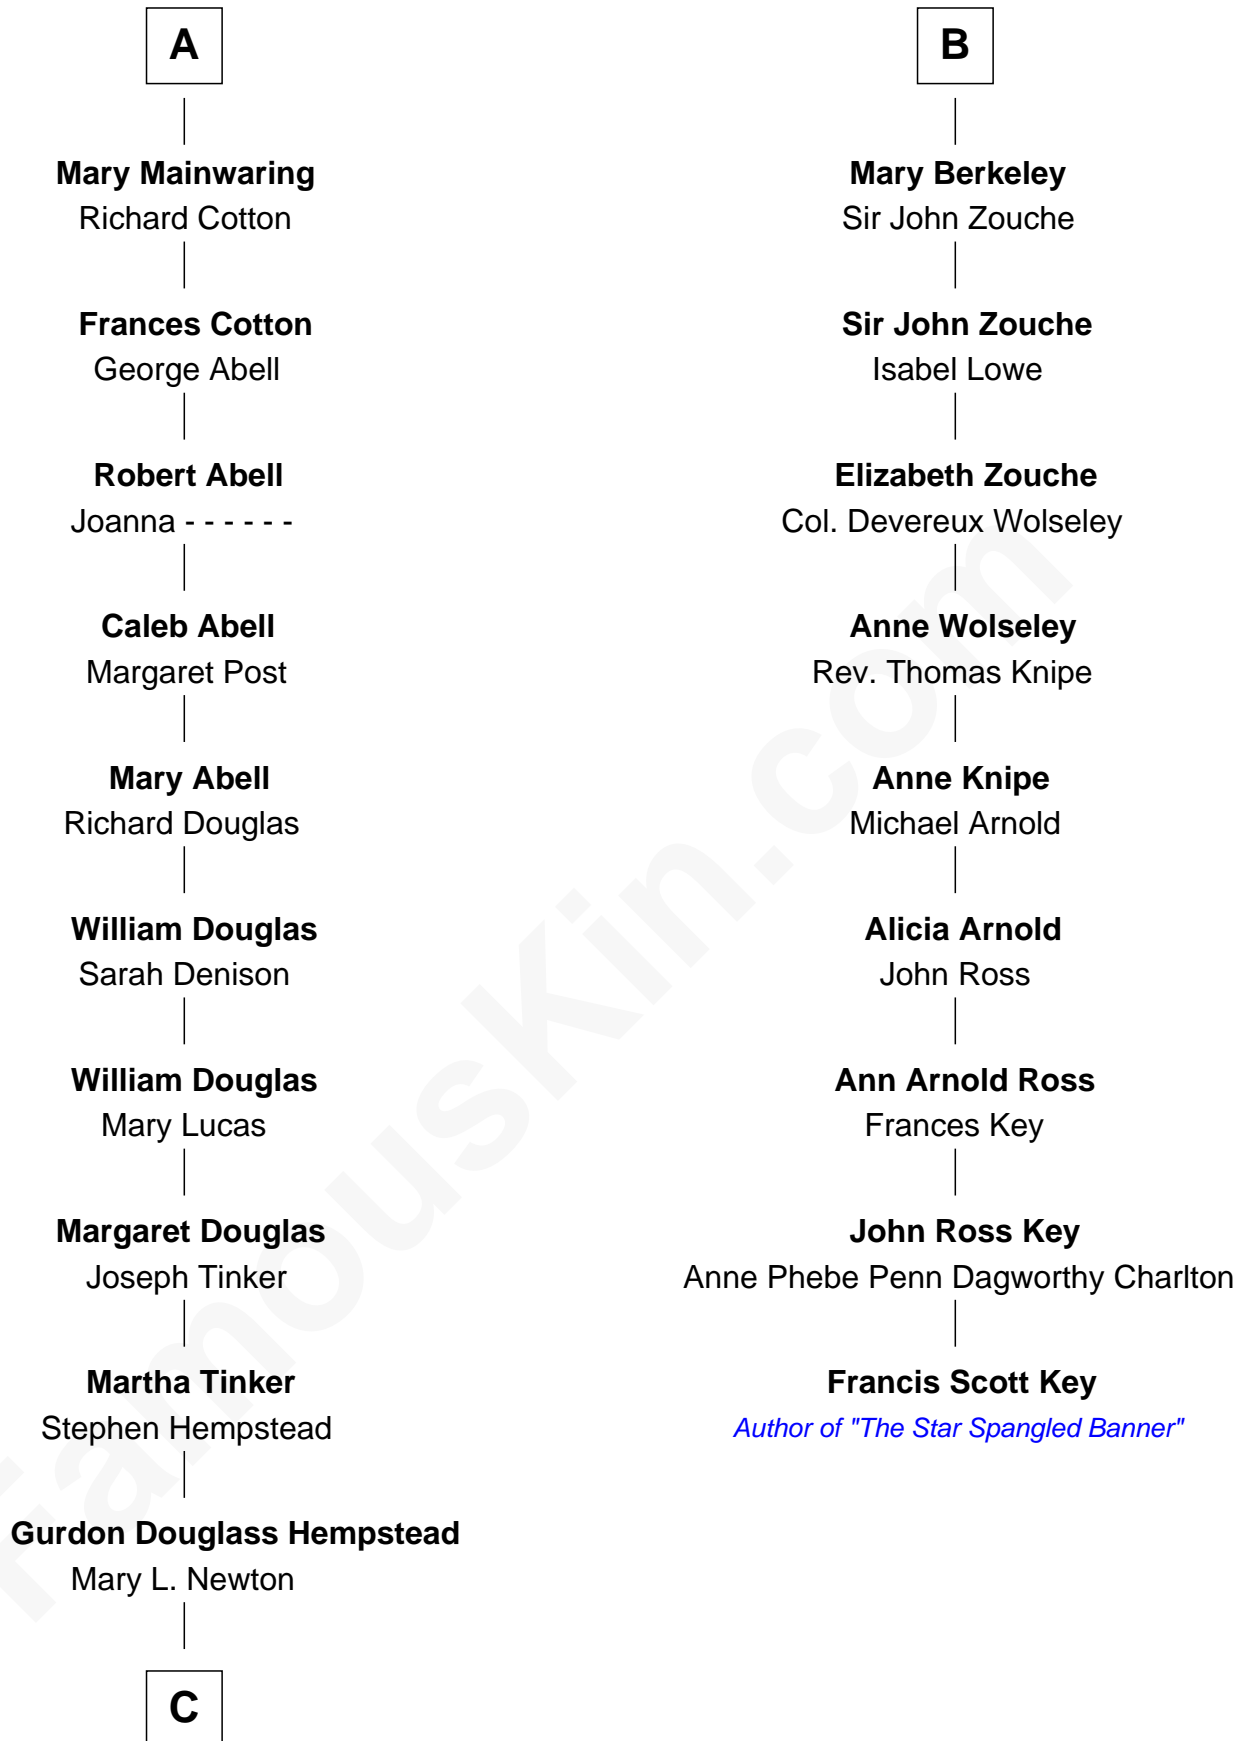 A
Mary Mainwaring
Richard Cotton
Frances Cotton
George Abell
Robert Abell
Joanna - - - - - -
Caleb Abell
Margaret Post
Mary Abell
Richard Douglas
William Douglas
Sarah Denison
William Douglas
Mary Lucas
Margaret Douglas
Joseph Tinker
Martha Tinker
Stephen Hempstead
Gurdon Douglass Hempstead
Mary L. Newton
C
B
Mary Berkeley
Sir John Zouche
Sir John Zouche
Isabel Lowe
Elizabeth Zouche
Col. Devereux Wolseley
Anne Wolseley
Rev. Thomas Knipe
Anne Knipe
Michael Arnold
Alicia Arnold
John Ross
Ann Arnold Ross
Frances Key
John Ross Key
Anne Phebe Penn Dagworthy Charlton
Francis Scott Key
Author of "The Star Spangled Banner"
FamousKin.com